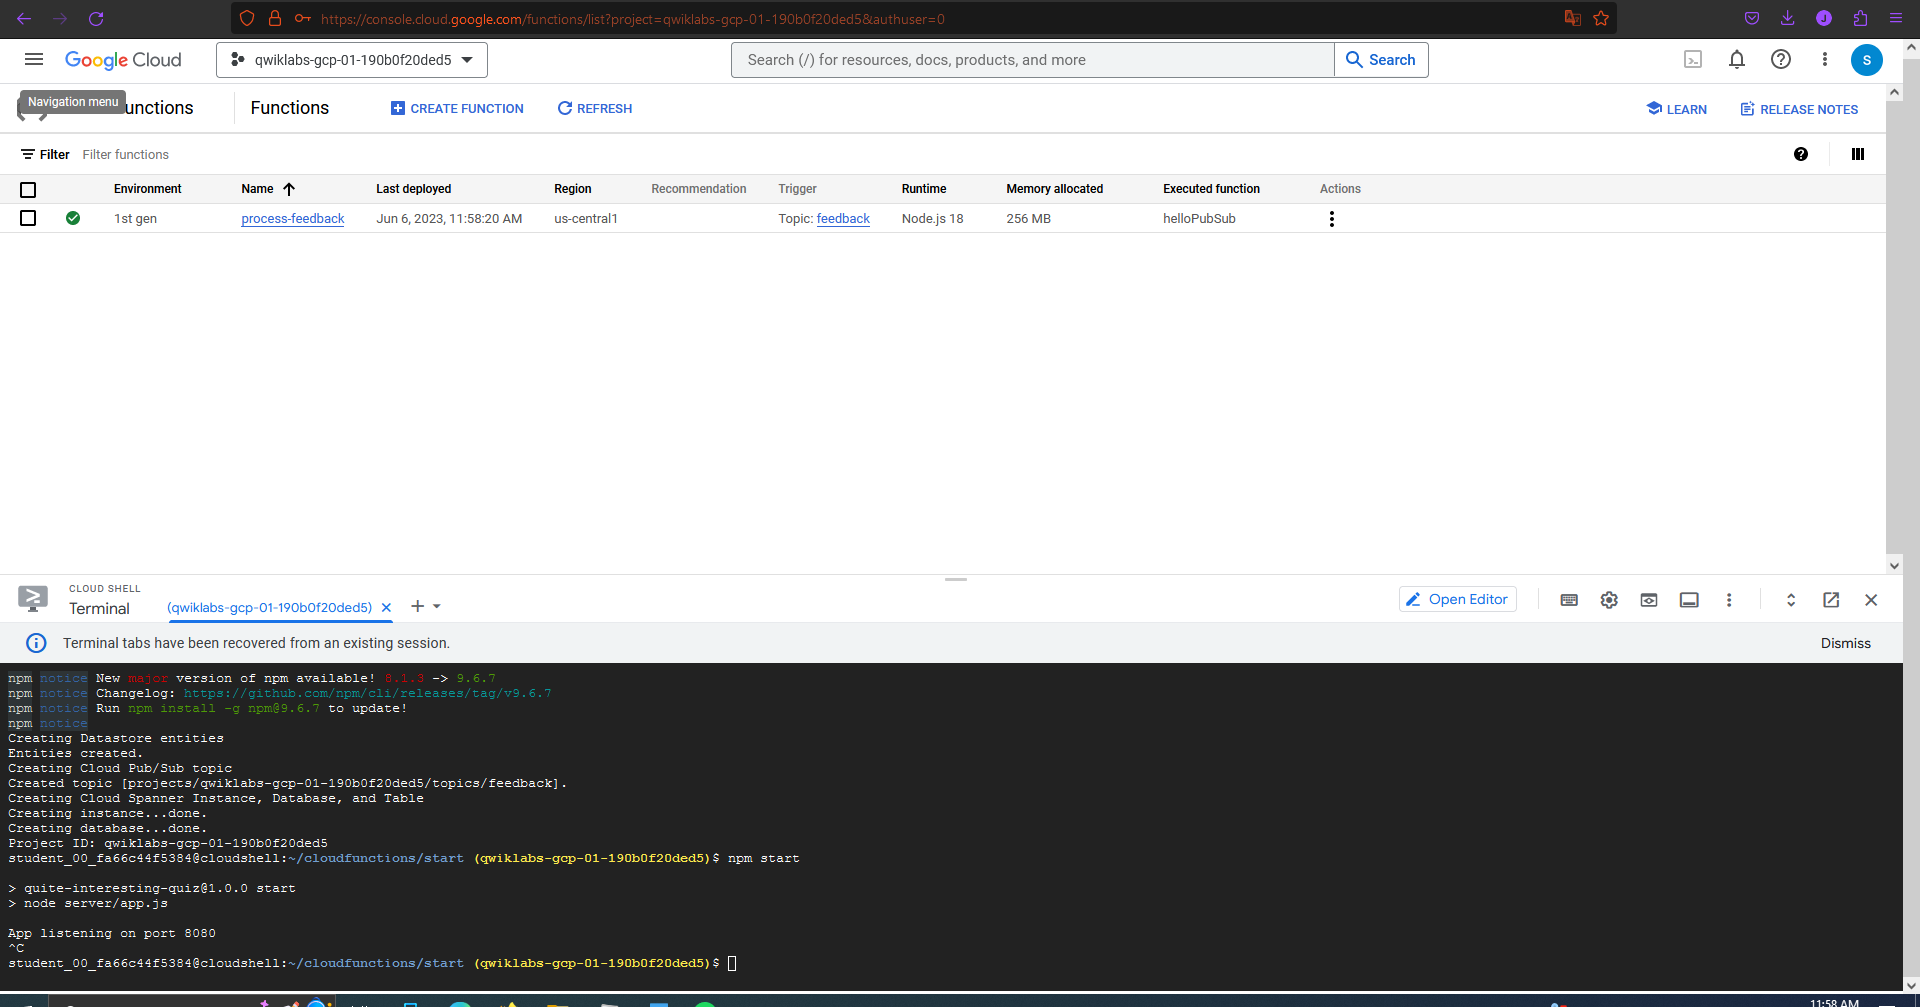 https://console.cloud.google.com/functions/list?project=qwiklabs-gcp-01-190b0f20ded5&authuser=0
Google Cloud
qwiklabs-gcp-01-190b0f20ded5
Search (/) for resources, docs, products, and more
Search
S
Navigation menu
unctions
Functions
CREATE FUNCTION
REFRESH
LEARN
RELEASE NOTES
Filter
Filter functions
Environment
Name
Last deployed
Region
Recommendation
Trigger
Runtime
Memory allocated
Executed function
Actions
1st gen
process-feedback
Jun 6, 2023, 11:58:20 AM
us-central1
Topic: feedback
Node.js 18
256 MB
helloPubSub
CLOUD SHELL
Terminal
(qwiklabs-gcp-01-190b0f20ded5)
Open Editor
Terminal tabs have been recovered from an existing session.
Dismiss
npm notice New major version of npm available! 8.1.3 -> 9.6.7
npm notice Changelog: https://github.com/npm/cli/releases/tag/v9.6.7
npm notice Run npm install -g npm@9.6.7 to update!
npm notice
Creating Datastore entities
Entities created.
Creating Cloud Pub/Sub topic
Created topic [projects/qwiklabs-gcp-01-190b0f20ded5/topics/feedback].
Creating Cloud Spanner Instance, Database, and Table
Creating instance...done.
Creating database...done.
Project ID: qwiklabs-gcp-01-190b0f20ded5
student_00_fa66c44f5384@cloudshell:~/cloudfunctions/start (qwiklabs-gcp-01-190b0f20ded5)$ npm start
> quite-interesting-quiz@1.0.0 start
> node server/app.js
App listening on port 8080
^C
student_00_fa66c44f5384@cloudshell:~/cloudfunctions/start (qwiklabs-gcp-01-190b0f20ded5)$
11:58 AM